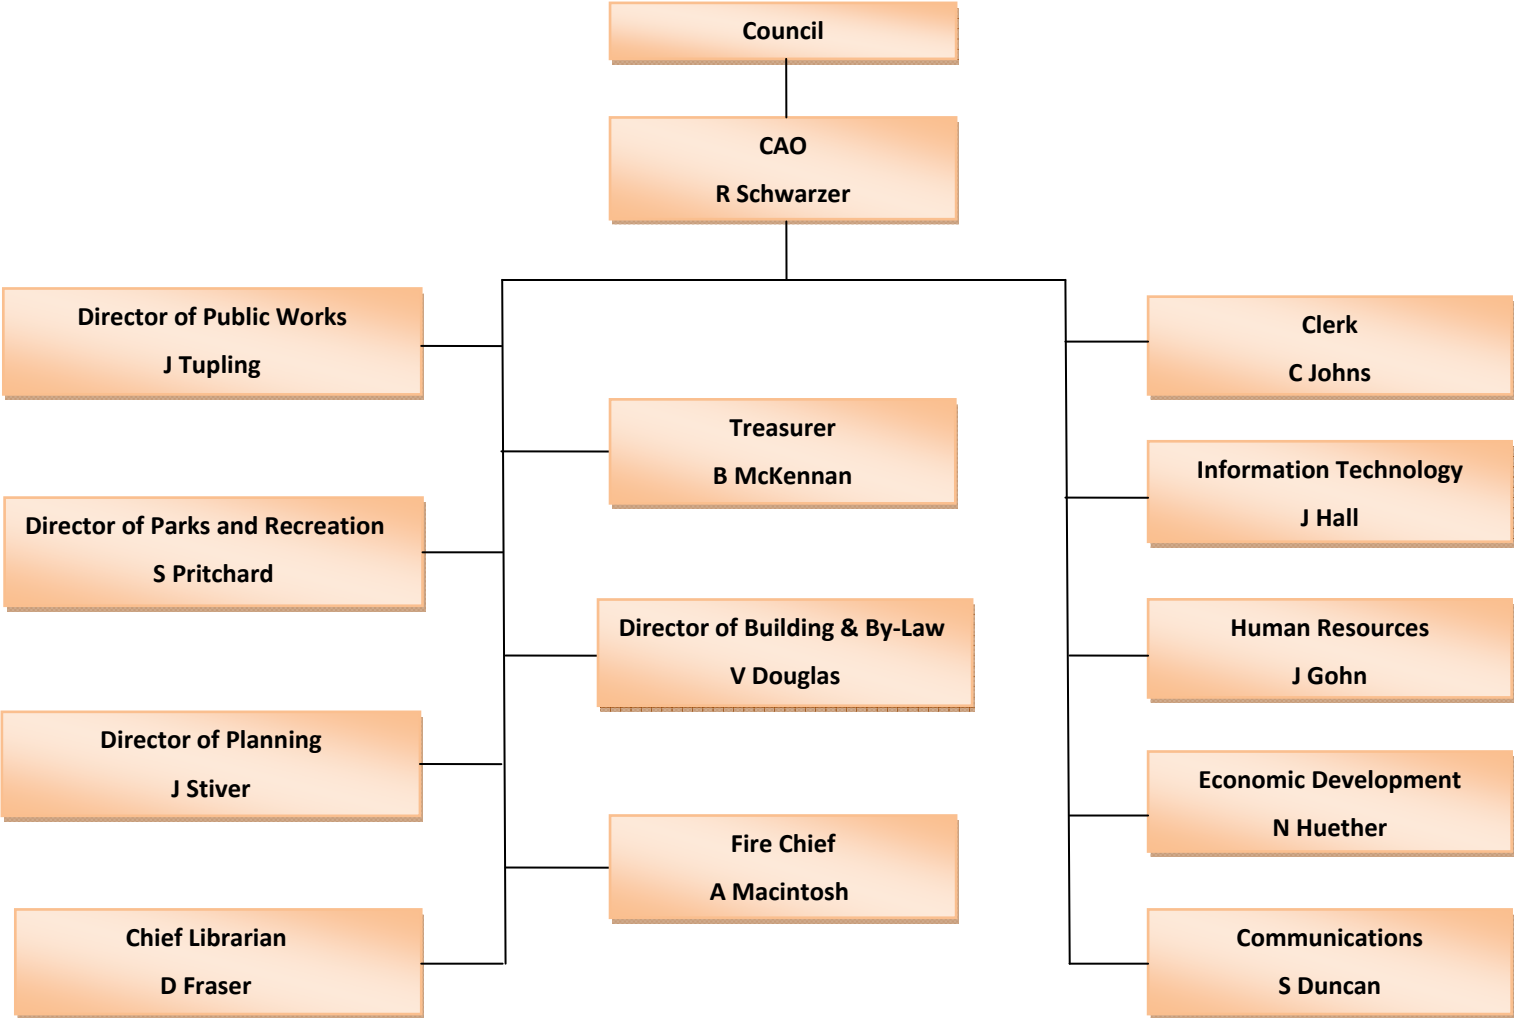 Council
CAO
R Schwarzer
Director of Public Works
J Tupling
Director of Parks and Recreation
S Pritchard
Director of Planning
J Stiver
Chief Librarian
D Fraser
Treasurer
B McKennan
Director of Building & By-Law
V Douglas
Fire Chief
A Macintosh
Clerk
C Johns
Information Technology
J Hall
Human Resources
J Gohn
Economic Development
N Huether
Communications
S Duncan